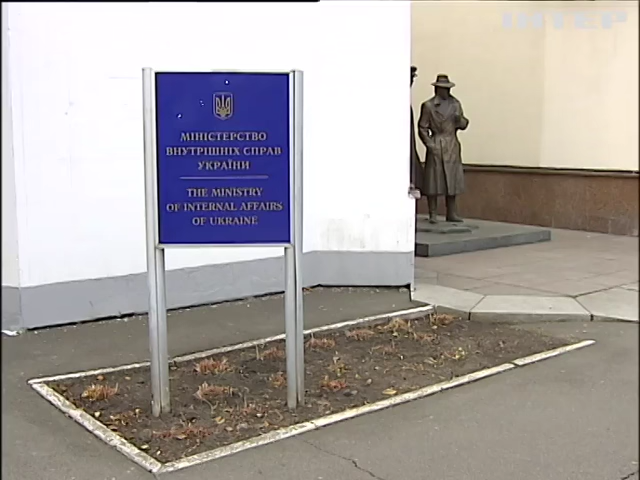 ІНТЕР
МІНІСТЕРСТВО
ВНУТРІШНІХ СПРАВ
УКРАЇНИ
THE MINISTRY
OF INTERNAL AFFAIRS
OF UKRAINE